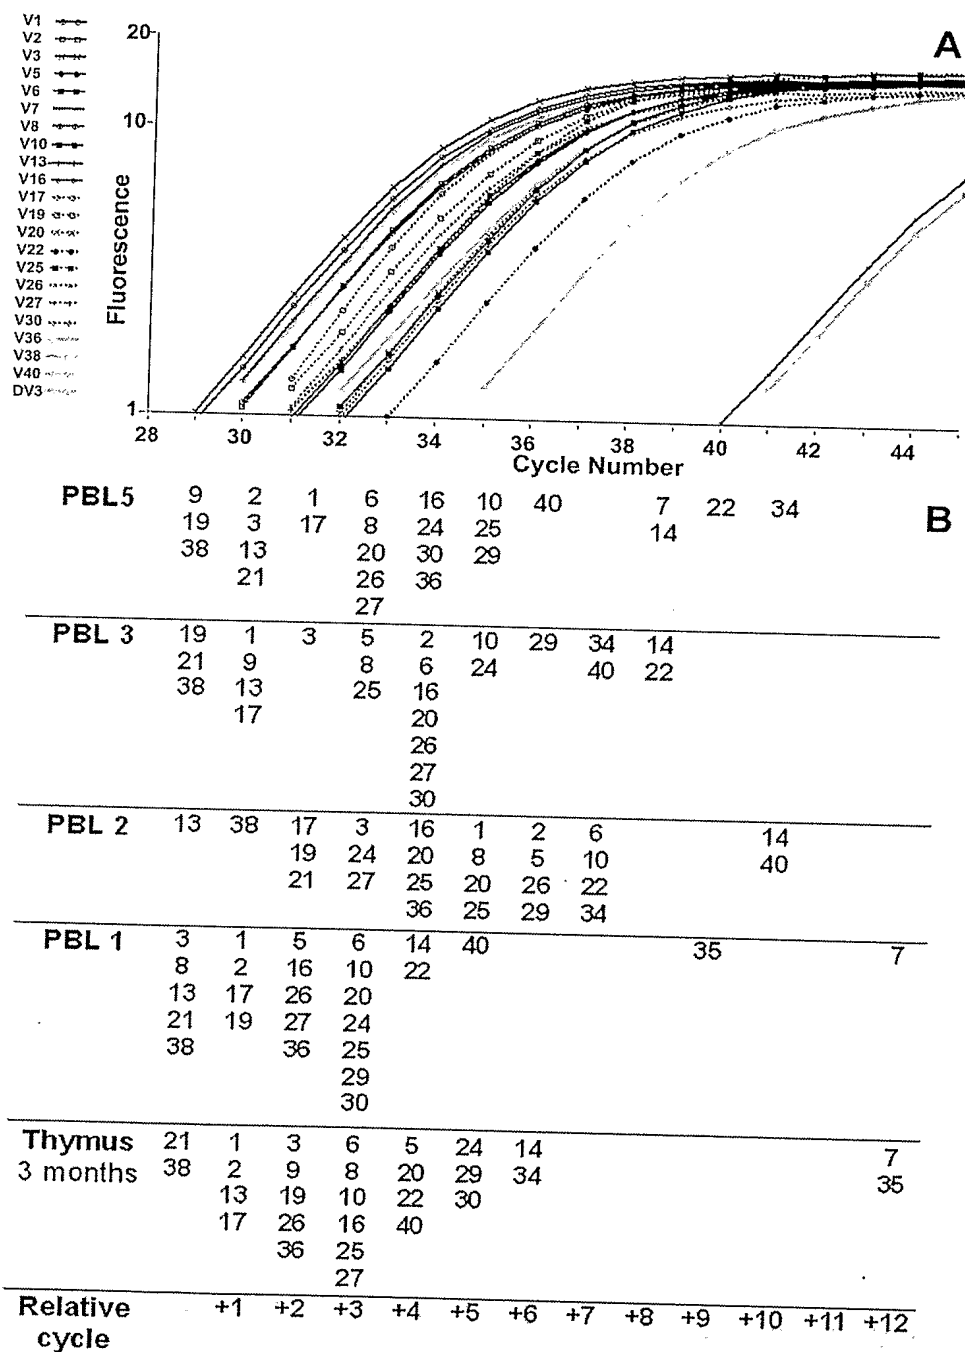 V1
V2
V3
V5
V6
V7
V8
V10
V13
V16
V17
V19
V20
V22
V25
V26
V27
V30
V36
V38
V40
DV3
A
20
10
1
Fluorescence
28 30 32 34 36 38 40 42 44
Cycle Number
B
PBL5 9 2 1 6 16 10 40 7 22 34
19 3 17 8 24 25 14
38 13 20 30 29
21 26 36
27
PBL 3 19 1 3 5 2 10 29 34 14
21 9 8 6 24 40 22
38 13 25 16
17 20
26
27
30
PBL 2 13 38 17 3 16 1 2 6 14
19 24 20 8 5 10 40
21 27 25 20 26 22
36 25 29 34
PBL 1 3 1 5 6 14 40 35 7
8 2 16 10 22
13 17 26 20
21 19 27 24
38 36 25
29
30
Thymus 21 1 3 6 5 24 14 7
3 months 38 2 9 8 20 29 34 35
13 19 10 22 30
17 26 16 40
36 25
27
Relative +1 +2 +3 +4 +5 +6 +7 +8 +9 +10 +11 +12
cycle